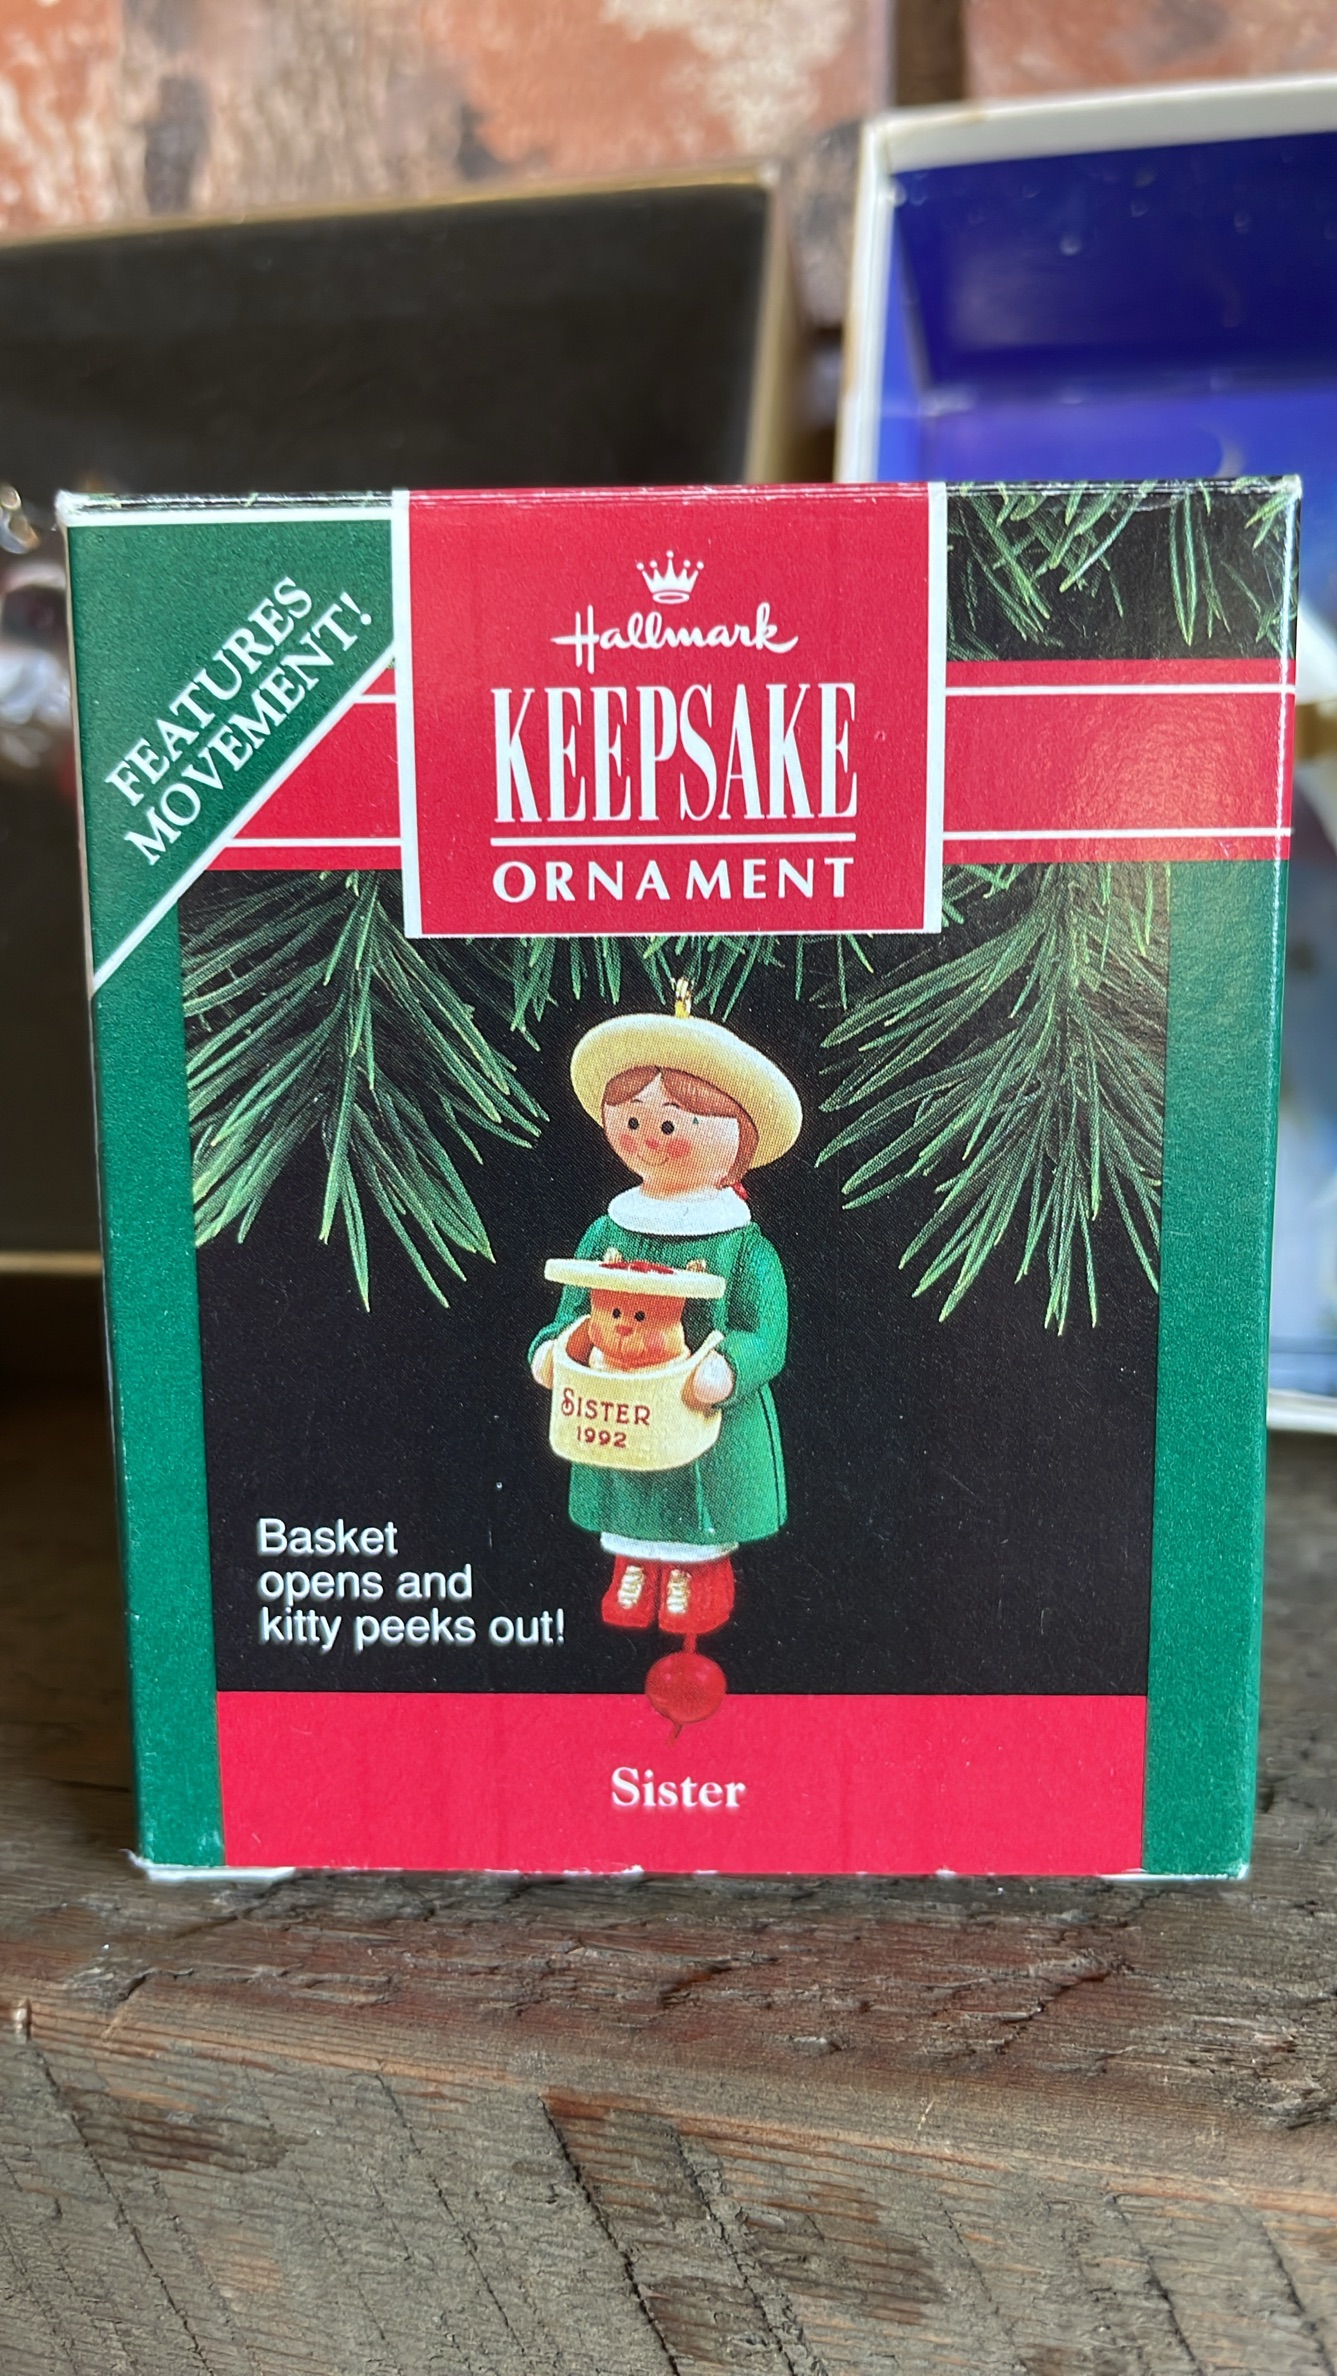 FEATURES
MOVEMENT!
Hallmark
KEEPSAKE
ORNAMENT
SISTER
1992
Basket
opens and
kitty peeks out!
Sister